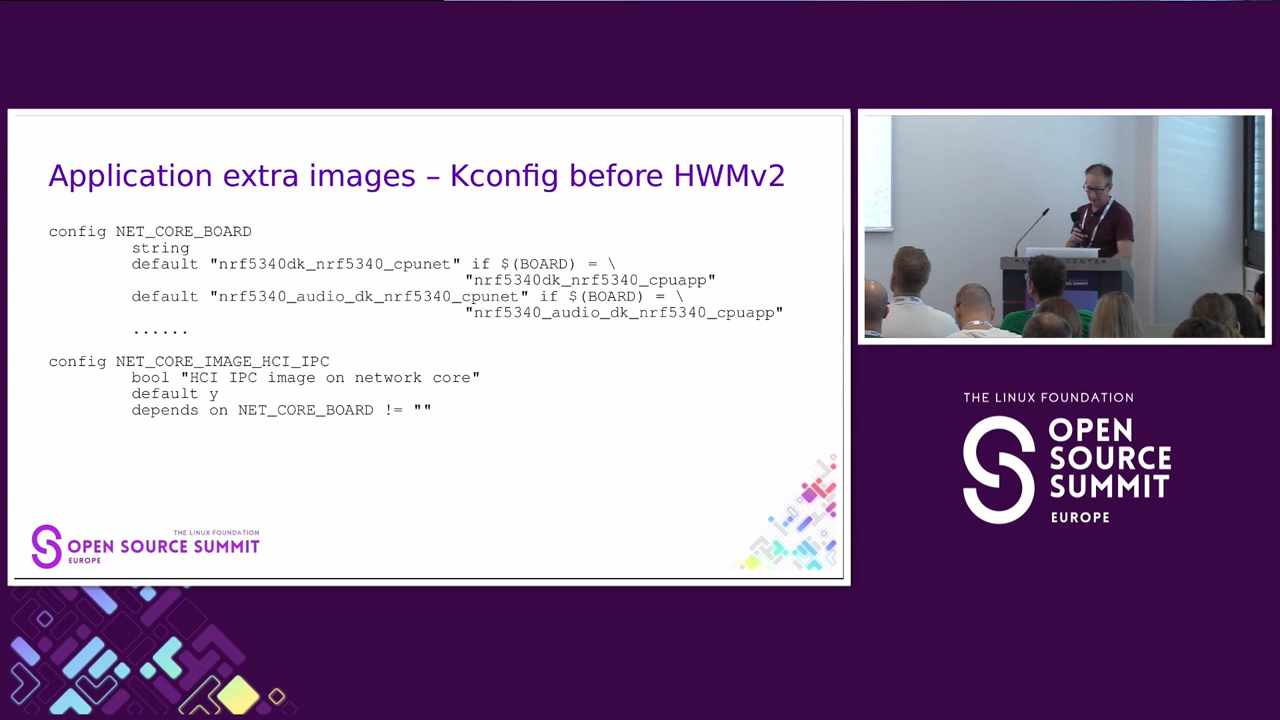 Application extra images – Kconfig before HWMv2
config NET_CORE_BOARD
string
default "nrf5340dk_nrf5340_cpunet" if $(BOARD) = \
"nrf5340dk_nrf5340_cpuapp"
default "nrf5340_audio_dk_nrf5340_cpunet" if $(BOARD) = \
"nrf5340_audio_dk_nrf5340_cpuapp"
......
config NET_CORE_IMAGE_HCI_IPC
bool "HCI IPC image on network core"
default y
depends on NET_CORE_BOARD != ""
THE LINUX FOUNDATION
OPEN SOURCE SUMMIT
EUROPE
THE LINUX FOUNDATION
OPEN
SOURCE
SUMMIT
EUROPE